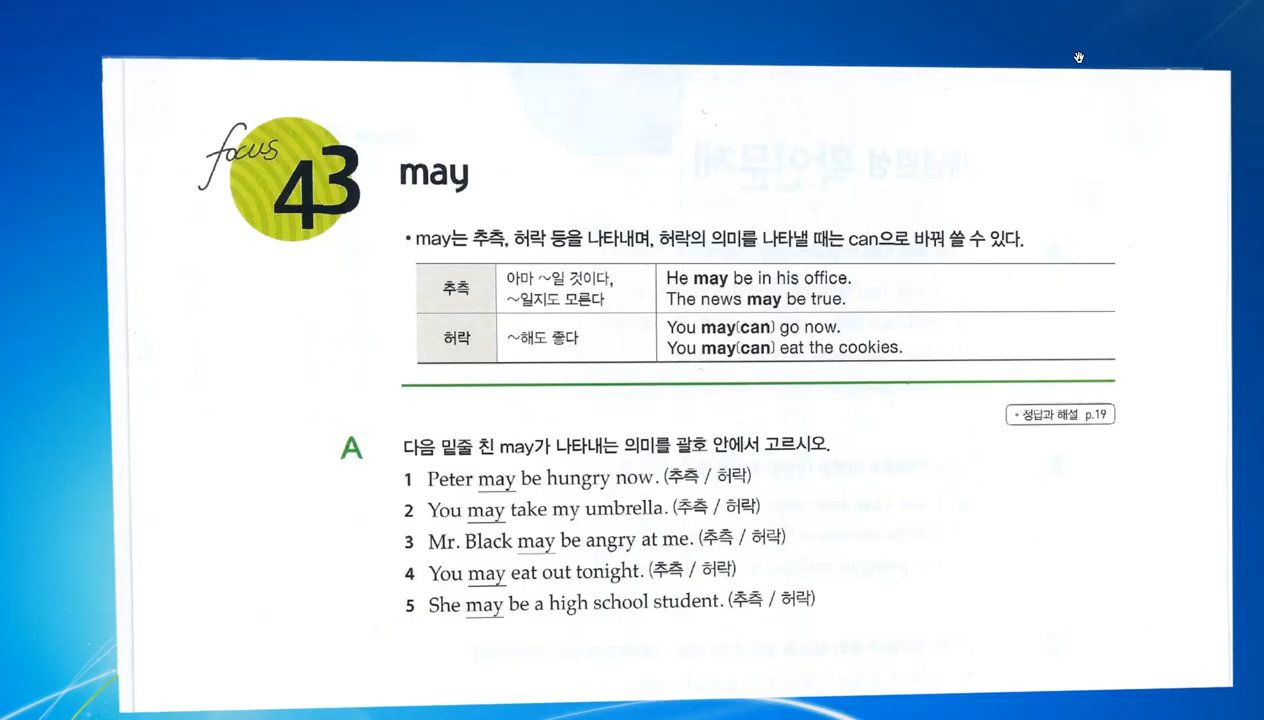 focus
43
may
• may는 추측, 허락 등을 나타내며, 허락의 의미를 나타낼 때는 can으로 바꿔 쓸 수 있다.
추측
아마 ~일 것이다,
~일지도 모른다
He may be in his office.
The news may be true.
허락
~해도 좋다
You may(can) go now.
You may(can) eat the cookies.
• 정답과 해설 p.19
A 다음 밑줄 친 may가 나타내는 의미를 괄호 안에서 고르시오.
1 Peter may be hungry now. (추측 / 허락)
2 You may take my umbrella. (추측 / 허락)
3 Mr. Black may be angry at me. (추측 / 허락)
4 You may eat out tonight. (추측 / 허락)
5 She may be a high school student. (추측 / 허락)